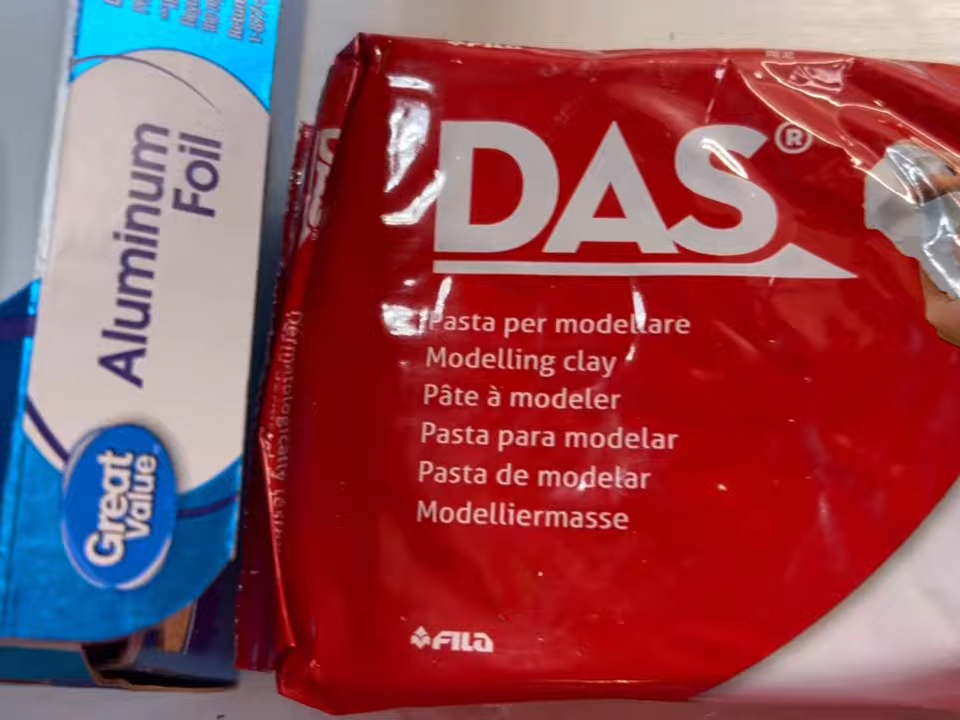 Aluminum
Foil
Great
Value
DAS®
Pasta per modellare
Modelling clay
Pâte à modeler
Pasta para modelar
Pasta de modelar
Modelliermasse
FILA